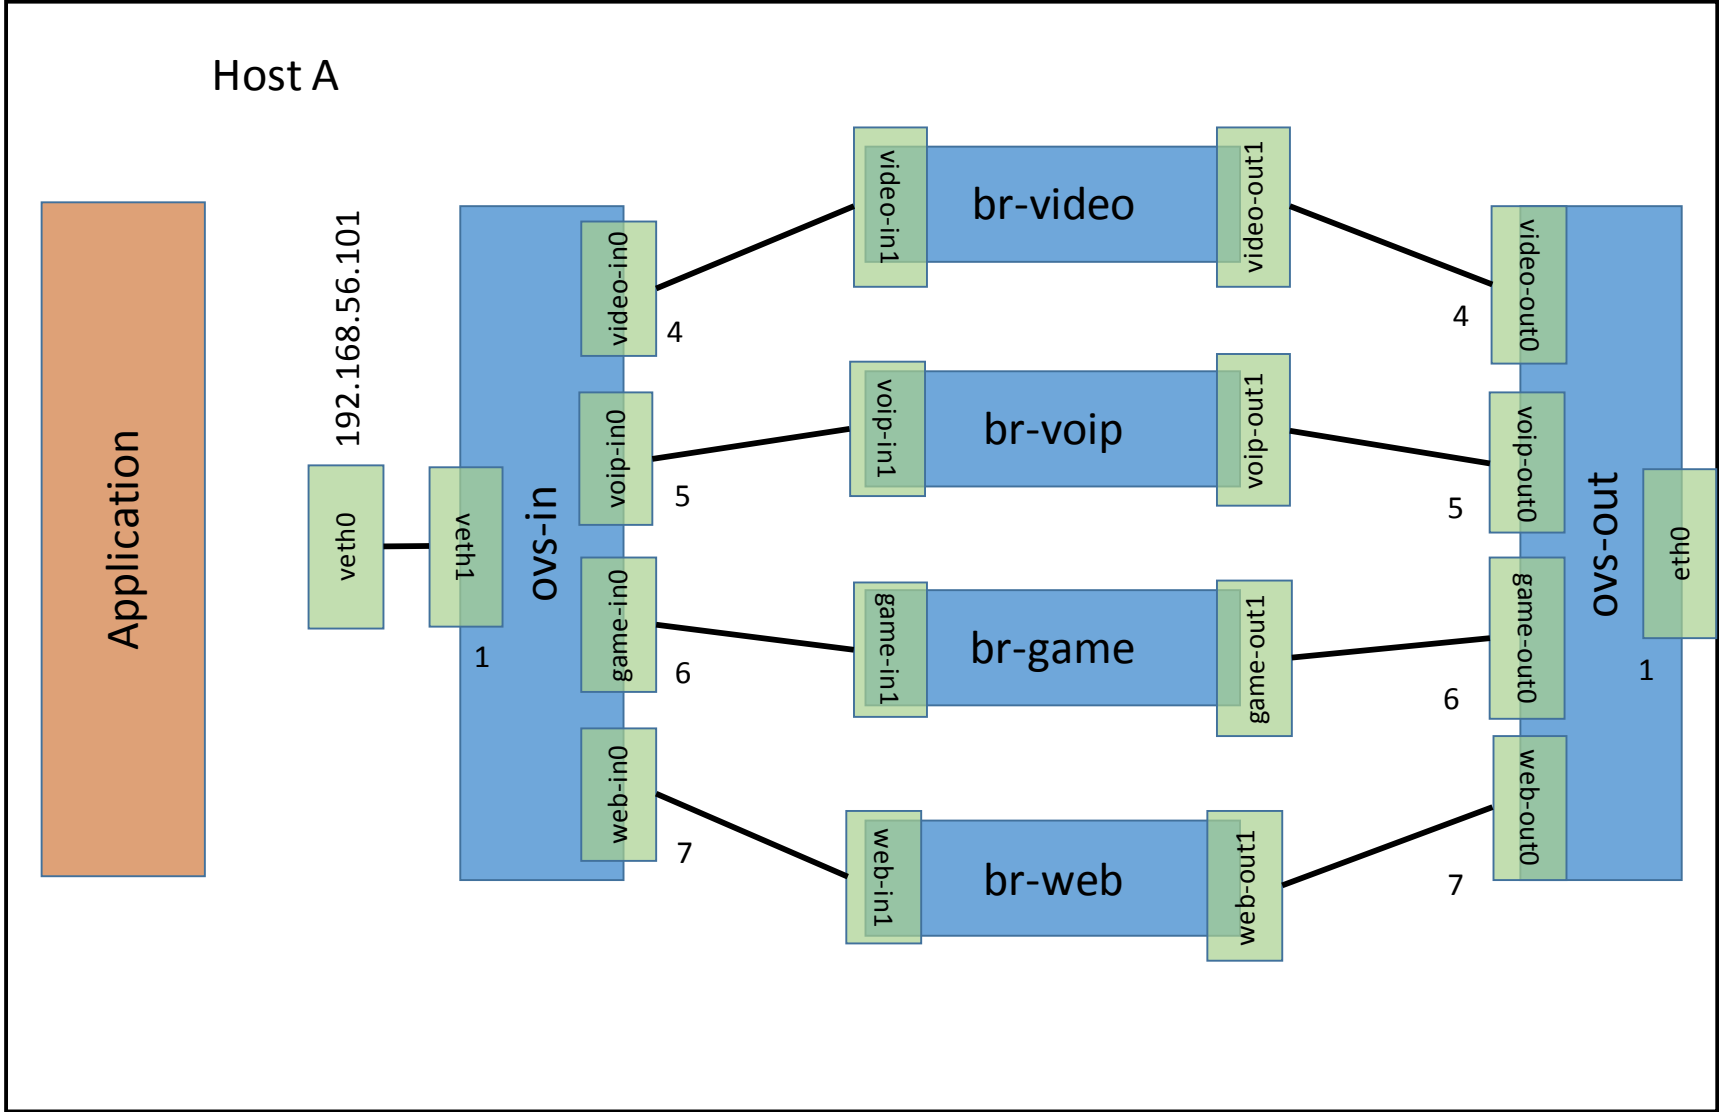 Host A
Application
192.168.56.101
veth0
veth1
1
ovs-in
video-in0
4
voip-in0
5
game-in0
6
web-in0
7
video-in1
br-video
video-out1
voip-in1
br-voip
voip-out1
game-in1
br-game
game-out1
web-in1
br-web
web-out1
4
video-out0
5
voip-out0
6
game-out0
7
web-out0
ovs-out
eth0
1